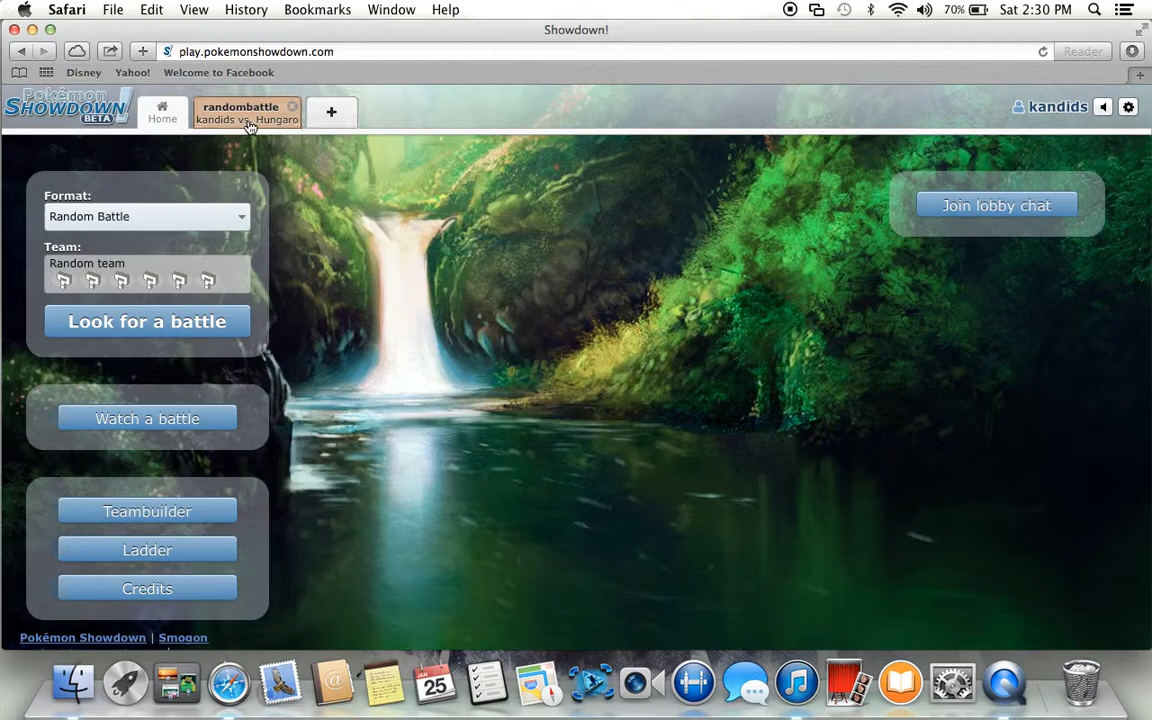 Safari File Edit View History Bookmarks Window Help 70% Sat 2:30 PM
Showdown!
play.pokemonshowdown.com Reader
Disney Yahoo! Welcome to Facebook
Pokémon
SHOWDOWN!
BETA
Home
randombattle
kandids vs. Hungaro
+
kandids
Format:
Random Battle
Team:
Random team
? ? ? ? ? ?
Look for a battle
Join lobby chat
Watch a battle
Teambuilder
Ladder
Credits
Pokémon Showdown | Smogon
JAN
25